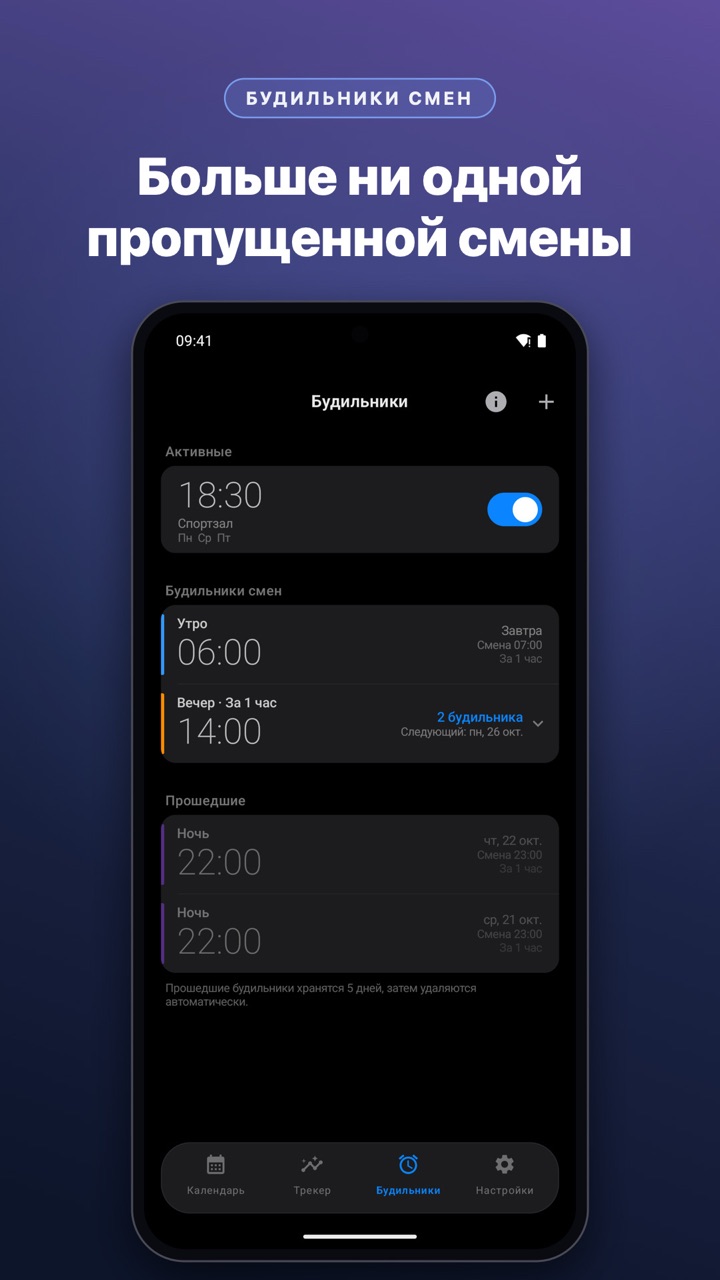 БУДИЛЬНИКИ СМЕН
Больше ни одной
пропущенной смены
09:41
Будильники
Активные
18:30
Спортзал
Пн Ср Пт
Будильники смен
Утро
06:00
Завтра
Смена 07:00
За 1 час
Вечер · За 1 час
14:00
2 будильника
Следующий: пн, 26 окт.
Прошедшие
Ночь
22:00
чт, 22 окт.
Смена 23:00
За 1 час
Ночь
22:00
ср, 21 окт.
Смена 23:00
За 1 час
Прошедшие будильники хранятся 5 дней, затем удаляются
автоматически.
Календарь
Трекер
Будильники
Настройки